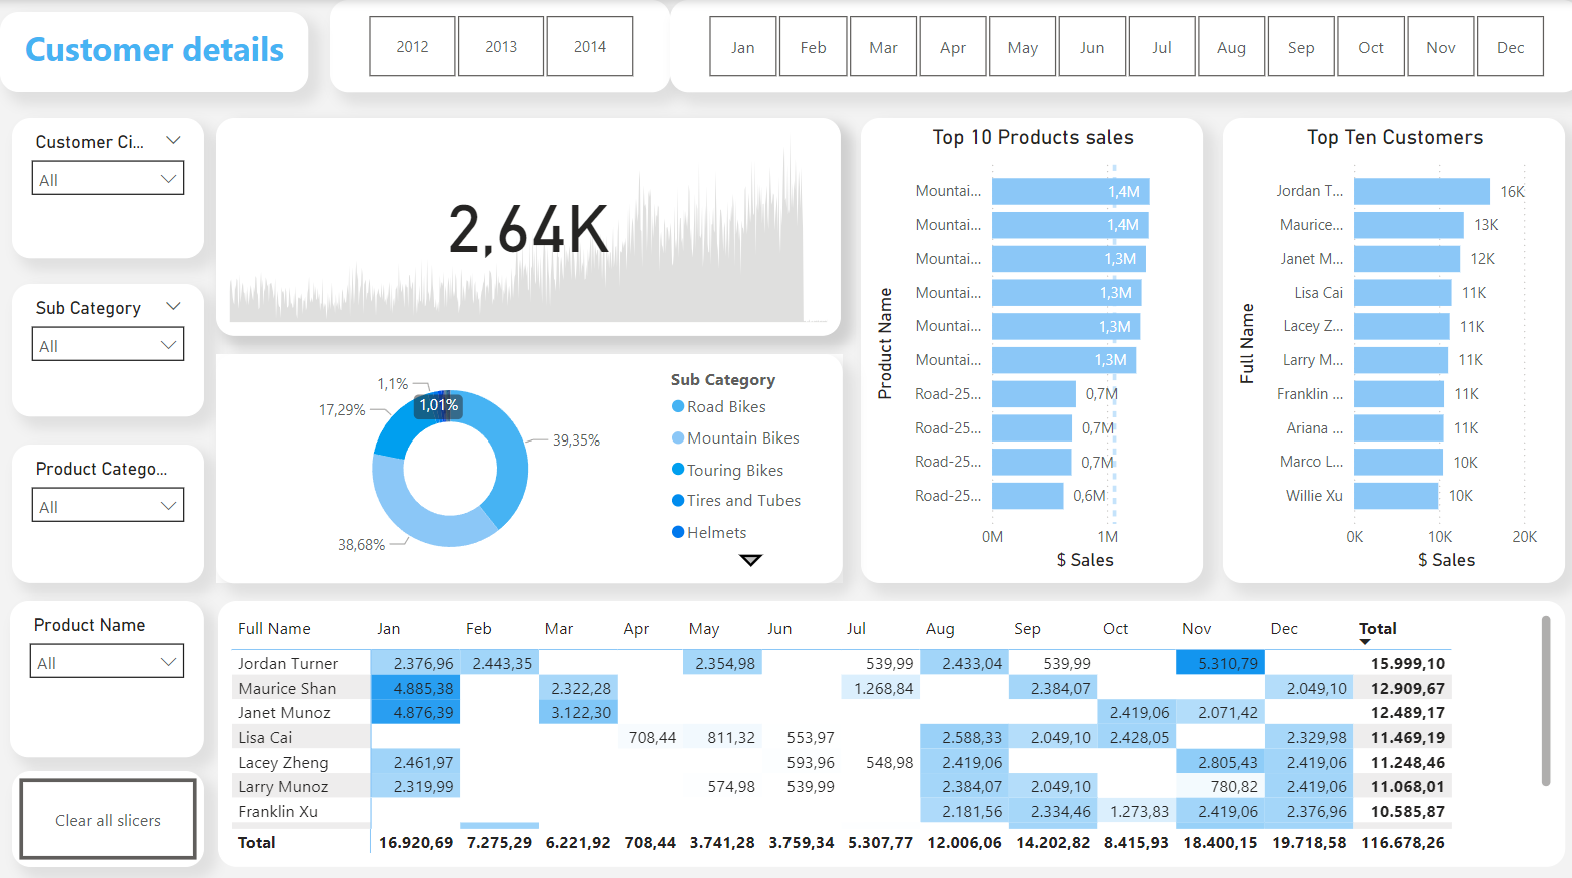 Customer details
2012 2013 2014
Jan Feb Mar Apr May Jun Jul Aug Sep Oct Nov Dec
Customer Ci...
All
Sub Category
All
Product Catego...
All
Product Name
All
Clear all slicers
2,64K
1,1%
1,01%
17,29%
39,35%
38,68%
Sub Category
Road Bikes
Mountain Bikes
Touring Bikes
Tires and Tubes
Helmets
Top 10 Products sales
Product Name
Mountai... 1,4M
Mountai... 1,4M
Mountai... 1,3M
Mountai... 1,3M
Mountai... 1,3M
Mountai... 1,3M
Road-25... 0,7M
Road-25... 0,7M
Road-25... 0,7M
Road-25... 0,6M
0M 1M
$ Sales
Top Ten Customers
Full Name
Jordan T... 16K
Maurice... 13K
Janet M... 12K
Lisa Cai 11K
Lacey Z... 11K
Larry M... 11K
Franklin ... 11K
Ariana ... 11K
Marco L... 10K
Willie Xu 10K
0K 10K 20K
$ Sales
Full Name Jan Feb Mar Apr May Jun Jul Aug Sep Oct Nov Dec Total
Jordan Turner 2.376,96 2.443,35 2.354,98 539,99 2.433,04 539,99 5.310,79 15.999,10
Maurice Shan 4.885,38 2.322,28 1.268,84 2.384,07 2.049,10 12.909,67
Janet Munoz 4.876,39 3.122,30 2.419,06 2.071,42 12.489,17
Lisa Cai 708,44 811,32 553,97 2.588,33 2.049,10 2.428,05 2.329,98 11.469,19
Lacey Zheng 2.461,97 593,96 548,98 2.419,06 2.805,43 2.419,06 11.248,46
Larry Munoz 2.319,99 574,98 539,99 2.384,07 2.049,10 780,82 2.419,06 11.068,01
Franklin Xu 2.181,56 2.334,46 1.273,83 2.419,06 2.376,96 10.585,87
Total 16.920,69 7.275,29 6.221,92 708,44 3.741,28 3.759,34 5.307,77 12.006,06 14.202,82 8.415,93 18.400,15 19.718,58 116.678,26